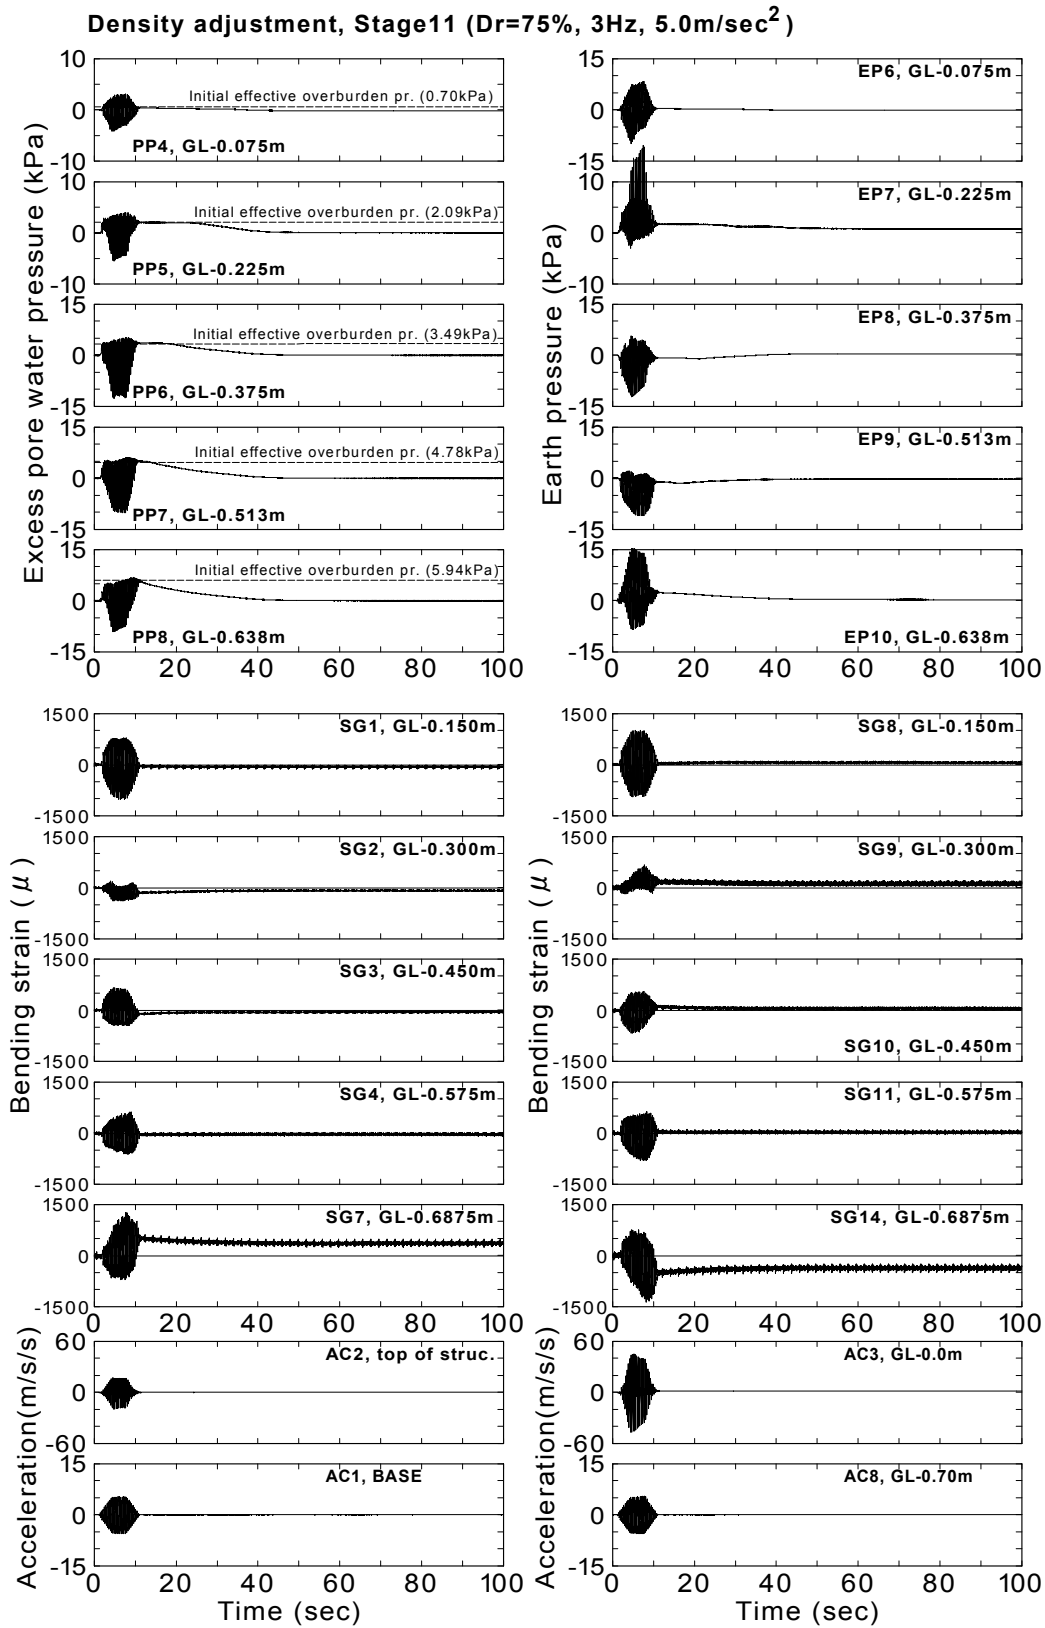 Density adjustment, Stage11 (Dr=75%, 3Hz, 5.0m/sec²)
Excess pore water pressure (kPa)
10
0
-10
Initial effective overburden pr. (0.70kPa)
PP4, GL-0.075m
10
0
-10
Initial effective overburden pr. (2.09kPa)
PP5, GL-0.225m
15
0
-15
Initial effective overburden pr. (3.49kPa)
PP6, GL-0.375m
15
0
-15
Initial effective overburden pr. (4.78kPa)
PP7, GL-0.513m
15
0
-15
Initial effective overburden pr. (5.94kPa)
PP8, GL-0.638m
0 20 40 60 80 100
Earth pressure (kPa)
15
0
-15
EP6, GL-0.075m
10
0
-10
EP7, GL-0.225m
15
0
-15
EP8, GL-0.375m
15
0
-15
EP9, GL-0.513m
15
0
-15
EP10, GL-0.638m
0 20 40 60 80 100
Bending strain (μ)
1500
0
-1500
SG1, GL-0.150m
1500
0
-1500
SG2, GL-0.300m
1500
0
-1500
SG3, GL-0.450m
1500
0
-1500
SG4, GL-0.575m
1500
0
-1500
SG7, GL-0.6875m
0 20 40 60 80 100
Bending strain (μ)
1500
0
-1500
SG8, GL-0.150m
1500
0
-1500
SG9, GL-0.300m
1500
0
-1500
SG10, GL-0.450m
1500
0
-1500
SG11, GL-0.575m
1500
0
-1500
SG14, GL-0.6875m
0 20 40 60 80 100
Acceleration(m/s/s)
60
0
-60
AC2, top of struc.
15
0
-15
AC1, BASE
0 20 40 60 80 100
Time (sec)
Acceleration(m/s/s)
60
0
-60
AC3, GL-0.0m
15
0
-15
AC8, GL-0.70m
0 20 40 60 80 100
Time (sec)